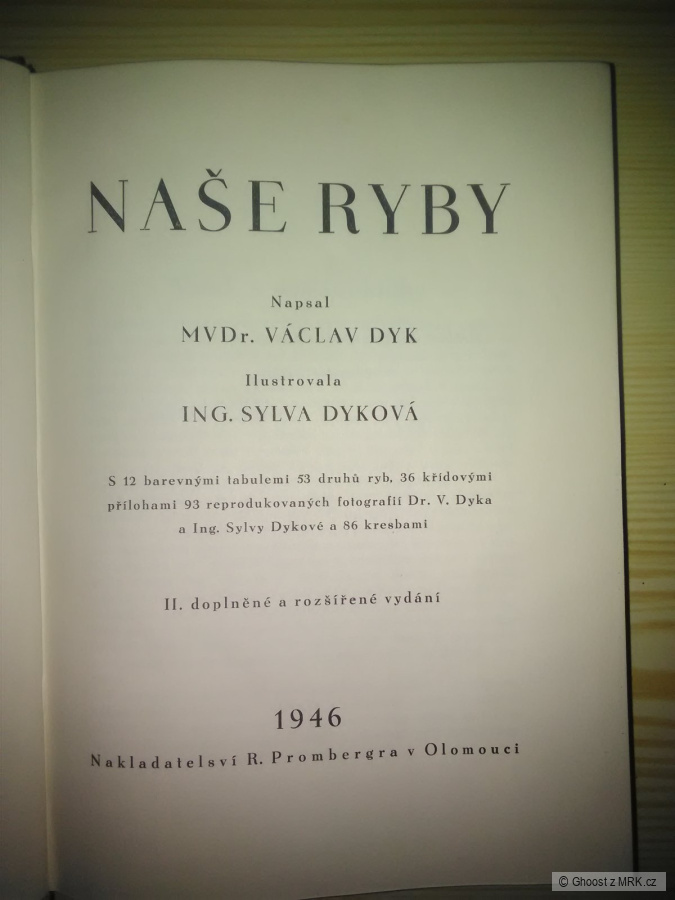 NAŠE RYBY
Napsal
MVDr. VÁCLAV DYK
Ilustrovala
ING. SYLVA DYKOVÁ
S 12 barevnými tabulemi 53 druhů ryb, 36 křídovými
přílohami 93 reprodukovaných fotografií Dr. V. Dyka
a Ing. Sylvy Dykové a 86 kresbami
II. doplněné a rozšířené vydání
1946
Nakladatelsví R. Prombergra v Olomouci
© Ghoost z MRK.cz